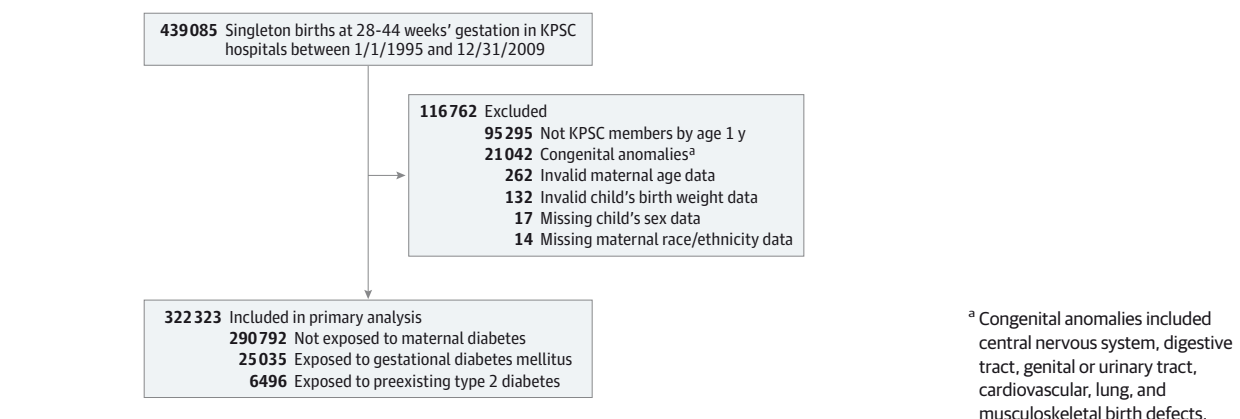 439085 Singleton births at 28-44 weeks' gestation in KPSC
hospitals between 1/1/1995 and 12/31/2009
116762 Excluded
95295 Not KPSC members by age 1 y
21042 Congenital anomaliesᵃ
262 Invalid maternal age data
132 Invalid child's birth weight data
17 Missing child's sex data
14 Missing maternal race/ethnicity data
322323 Included in primary analysis
290792 Not exposed to maternal diabetes
25035 Exposed to gestational diabetes mellitus
6496 Exposed to preexisting type 2 diabetes
ᵃ Congenital anomalies included
central nervous system, digestive
tract, genital or urinary tract,
cardiovascular, lung, and
musculoskeletal birth defects.